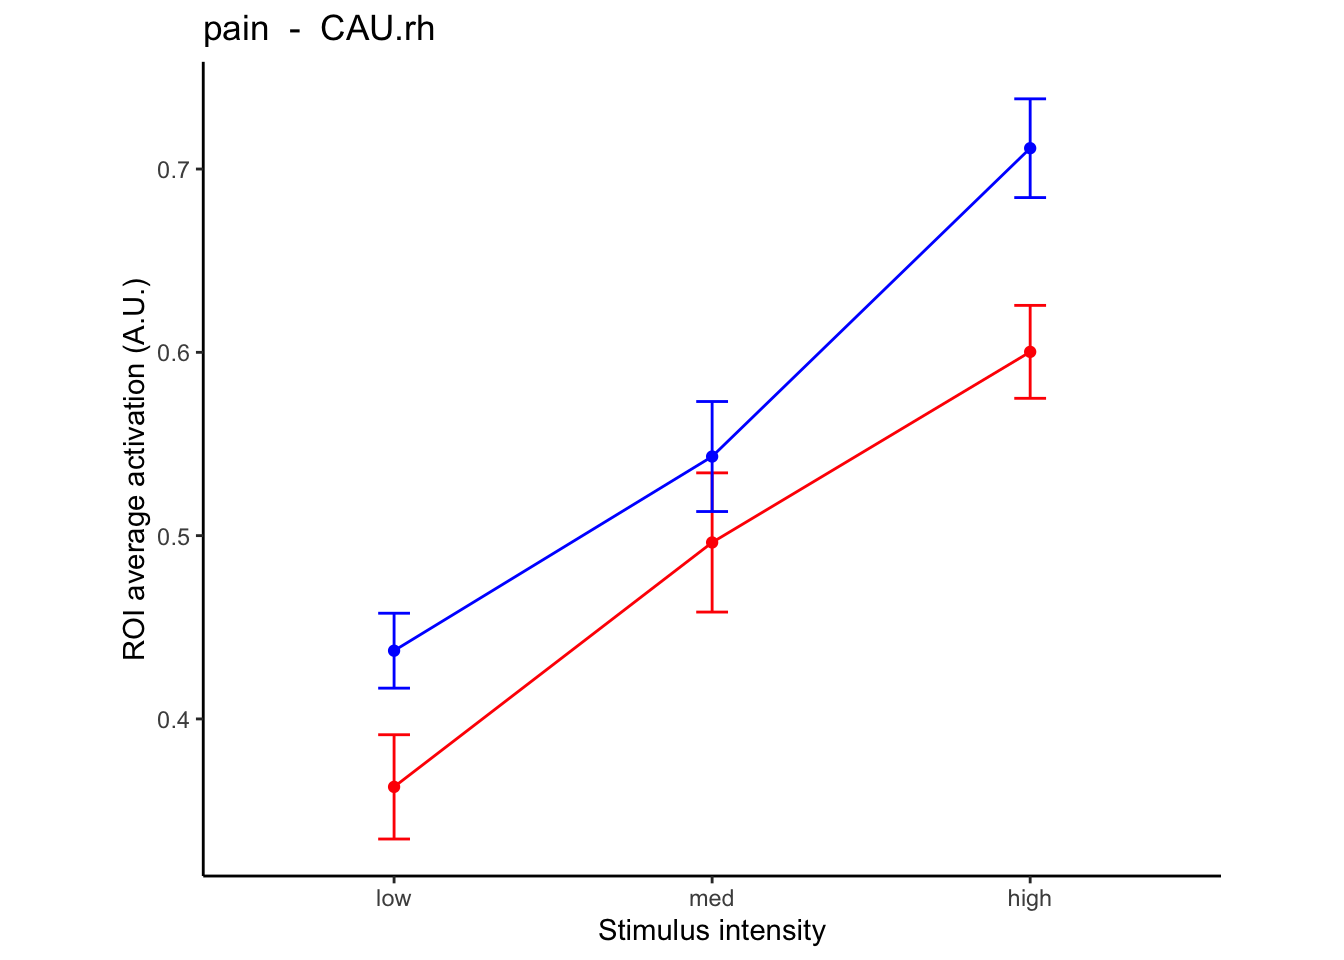 pain - CAU.rh
ROI average activation (A.U.)
0.7
0.6
0.5
0.4
low med high
Stimulus intensity